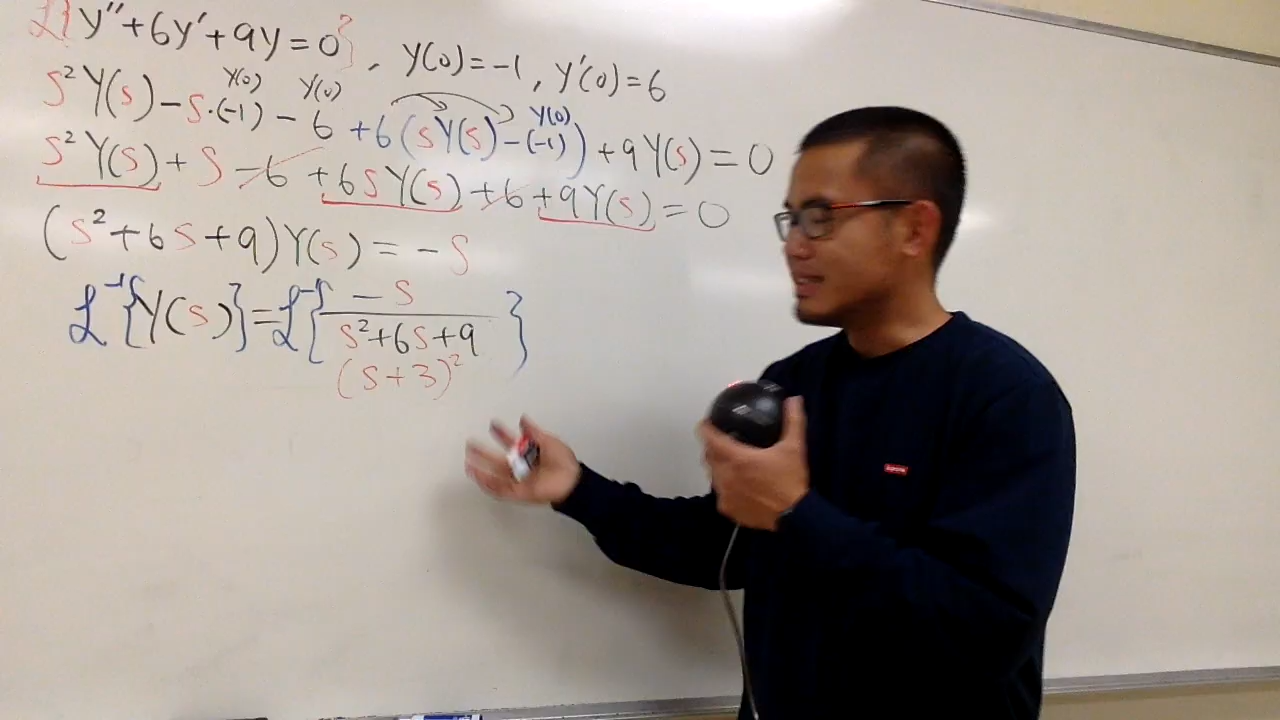 ℒ{y''+6y'+9y=0}, y(0)=-1, y'(0)=6
y(0) y(0) y(0)
s²Y(s)-s·(-1)-6+6(sY(s)-(-1))+9Y(s)=0
s²Y(s)+s-6+6sY(s)+6+9Y(s)=0
(s²+6s+9)Y(s)=-s
ℒ⁻¹{Y(s)}=ℒ⁻¹{-s/s²+6s+9}
(s+3)²
Supreme